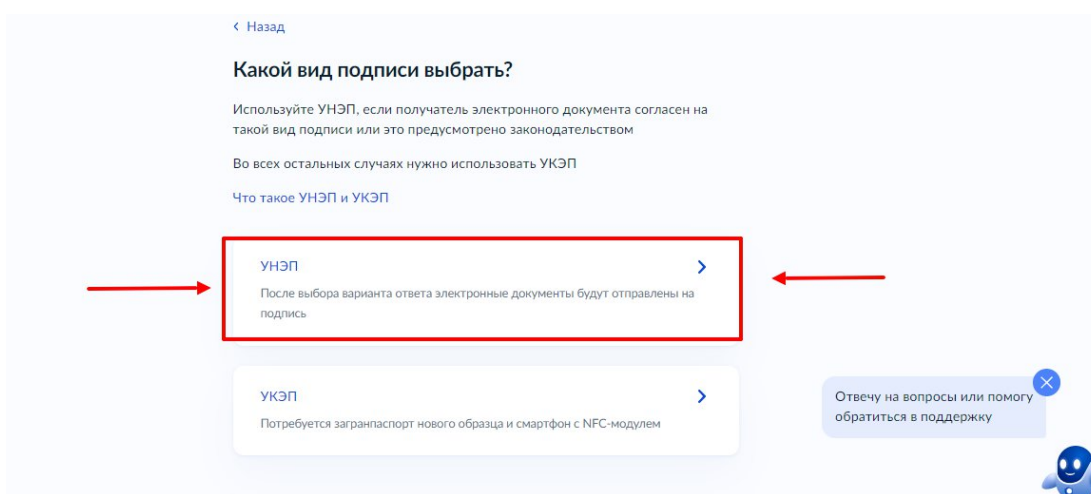 Назад
Какой вид подписи выбрать?
Используйте УНЭП, если получатель электронного документа согласен на
такой вид подписи или это предусмотрено законодательством
Во всех остальных случаях нужно использовать УКЭП
Что такое УНЭП и УКЭП
УНЭП
После выбора варианта ответа электронные документы будут отправлены на
подпись
УКЭП
Потребуется загранпаспорт нового образца и смартфон с NFC-модулем
Отвечу на вопросы или помогу
обратиться в поддержку